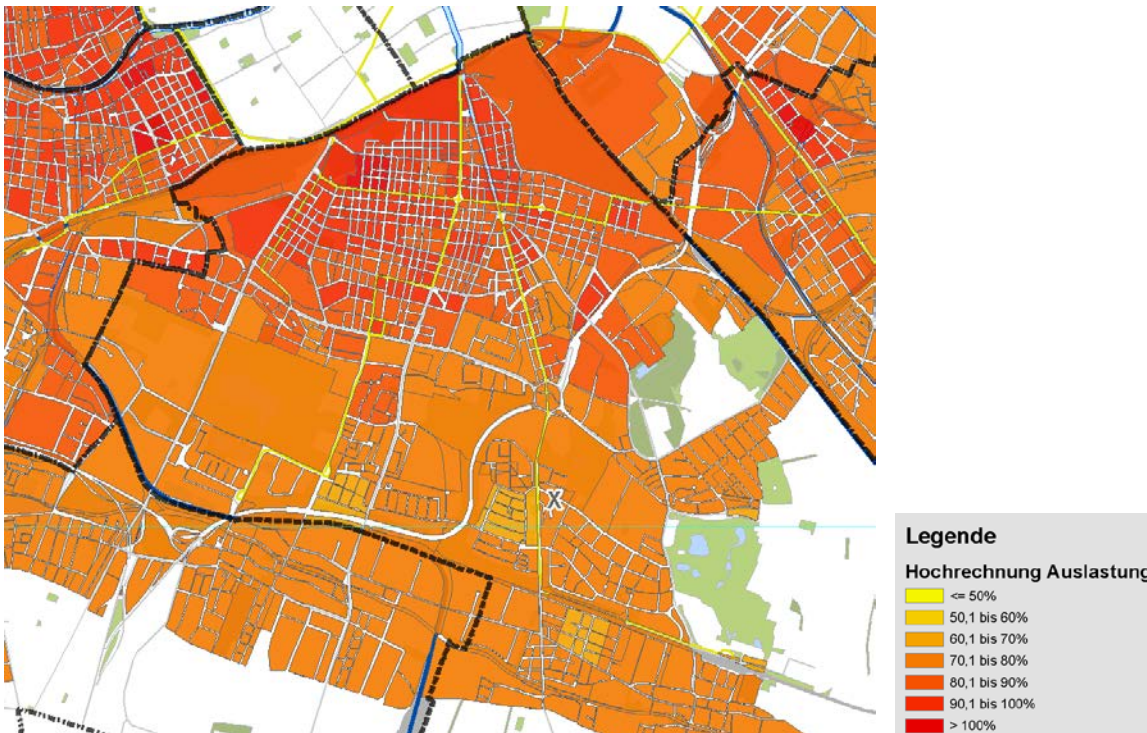 X
Legende
Hochrechnung Auslastung
<= 50%
50,1 bis 60%
60,1 bis 70%
70,1 bis 80%
80,1 bis 90%
90,1 bis 100%
> 100%